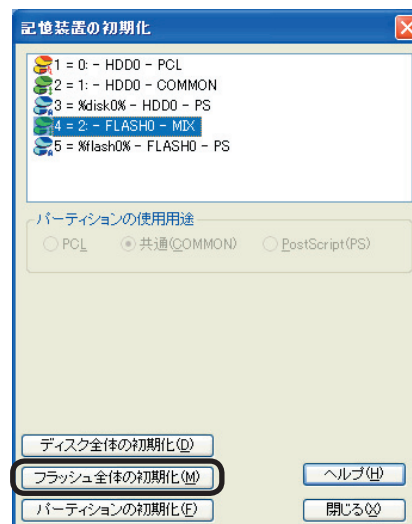 記憶装置の初期化
1 = 0: - HDD0 - PCL
2 = 1: - HDD0 - COMMON
3 = %disk0% - HDD0 - PS
4 = 2: - FLASH0 - MIX
5 = %flash0% - FLASH0 - PS
パーティションの使用用途
PCL 共通(COMMON) PostScript(PS)
ディスク全体の初期化(D)
フラッシュ全体の初期化(M) ヘルプ(H)
パーティションの初期化(F) 閉じる(X)